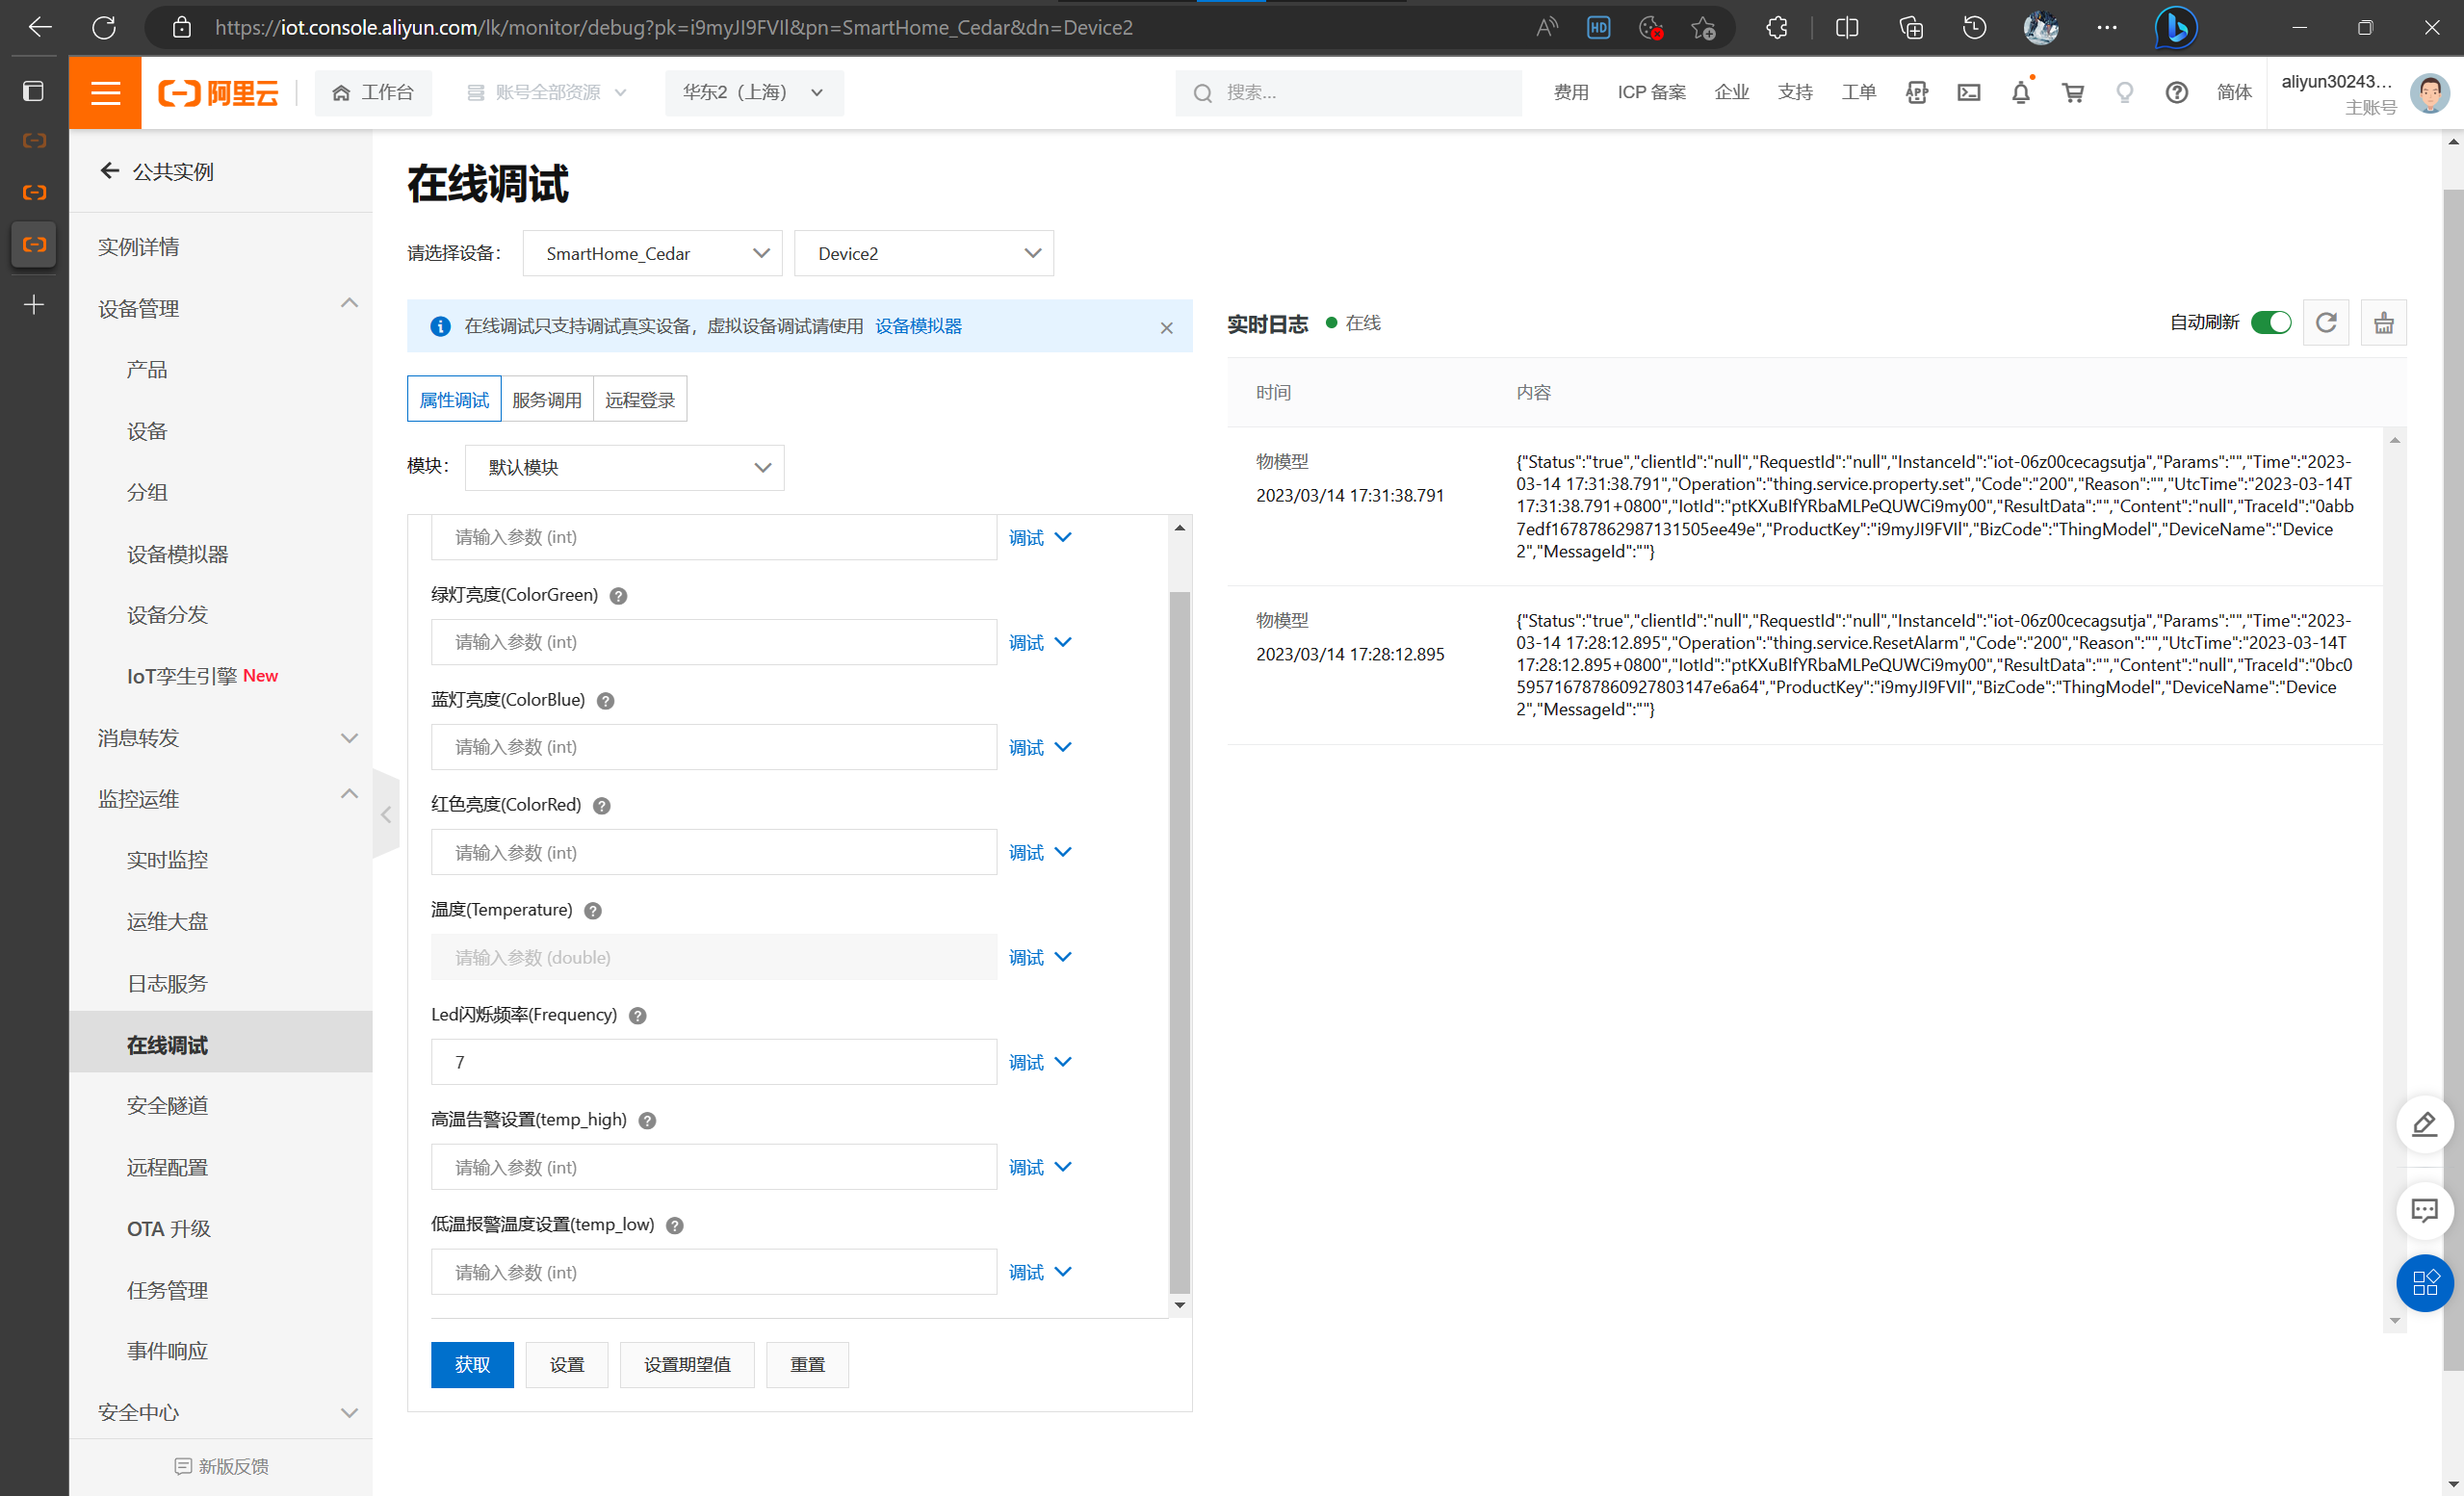 https://iot.console.aliyun.com/lk/monitor/debug?pk=i9myJI9FVIl&pn=SmartHome_Cedar&dn=Device2
HD
阿里云
工作台
账号全部资源
华东2（上海）
搜索...
费用
ICP 备案
企业
支持
工单
简体
aliyun30243...
主账号
公共实例
实例详情
设备管理
产品
设备
分组
设备模拟器
设备分发
IoT孪生引擎 New
消息转发
监控运维
实时监控
运维大盘
日志服务
在线调试
安全隧道
远程配置
OTA 升级
任务管理
事件响应
安全中心
新版反馈
在线调试
请选择设备：
SmartHome_Cedar
Device2
在线调试只支持调试真实设备，虚拟设备调试请使用 设备模拟器
属性调试
服务调用
远程登录
模块：
默认模块
请输入参数 (int)
调试
绿灯亮度(ColorGreen)
请输入参数 (int)
调试
蓝灯亮度(ColorBlue)
请输入参数 (int)
调试
红色亮度(ColorRed)
请输入参数 (int)
调试
温度(Temperature)
请输入参数 (double)
调试
Led闪烁频率(Frequency)
7
调试
高温告警设置(temp_high)
请输入参数 (int)
调试
低温报警温度设置(temp_low)
请输入参数 (int)
调试
获取
设置
设置期望值
重置
实时日志
在线
自动刷新
时间
内容
物模型
2023/03/14 17:31:38.791
{"Status":"true","clientId":"null","RequestId":"null","InstanceId":"iot-06z00cecagsutja","Params":"","Time":"2023-
03-14 17:31:38.791","Operation":"thing.service.property.set","Code":"200","Reason":"","UtcTime":"2023-03-14T
17:31:38.791+0800","IotId":"ptKXuBIfYRbaMLPeQUWCi9my00","ResultData":"","Content":"null","TraceId":"0abb
7edf16787862987131505ee49e","ProductKey":"i9myJI9FVIl","BizCode":"ThingModel","DeviceName":"Device
2","MessageId":""}
物模型
2023/03/14 17:28:12.895
{"Status":"true","clientId":"null","RequestId":"null","InstanceId":"iot-06z00cecagsutja","Params":"","Time":"2023-
03-14 17:28:12.895","Operation":"thing.service.ResetAlarm","Code":"200","Reason":"","UtcTime":"2023-03-14T
17:28:12.895+0800","IotId":"ptKXuBIfYRbaMLPeQUWCi9my00","ResultData":"","Content":"null","TraceId":"0bc0
595716787860927803147e6a64","ProductKey":"i9myJI9FVIl","BizCode":"ThingModel","DeviceName":"Device
2","MessageId":""}